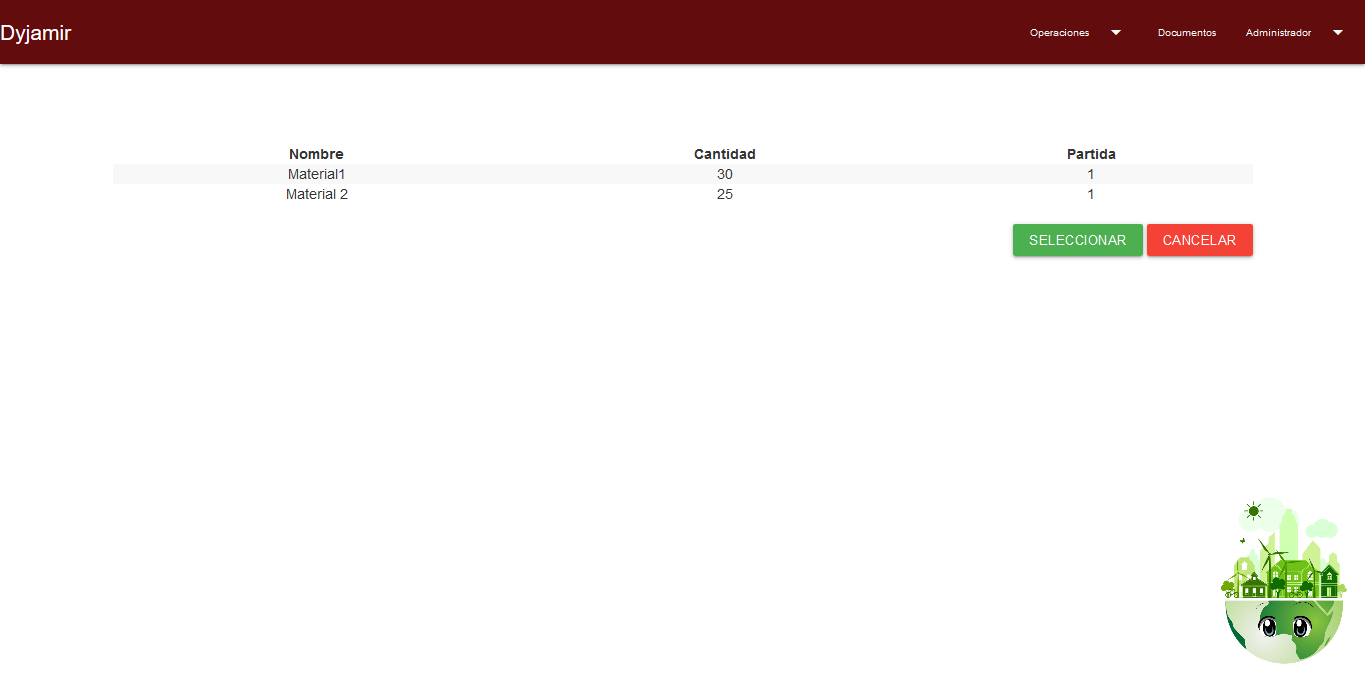 Dyjamir Operaciones Documentos Administrador
Nombre Cantidad Partida
Material1 30 1
Material 2 25 1
SELECCIONAR CANCELAR